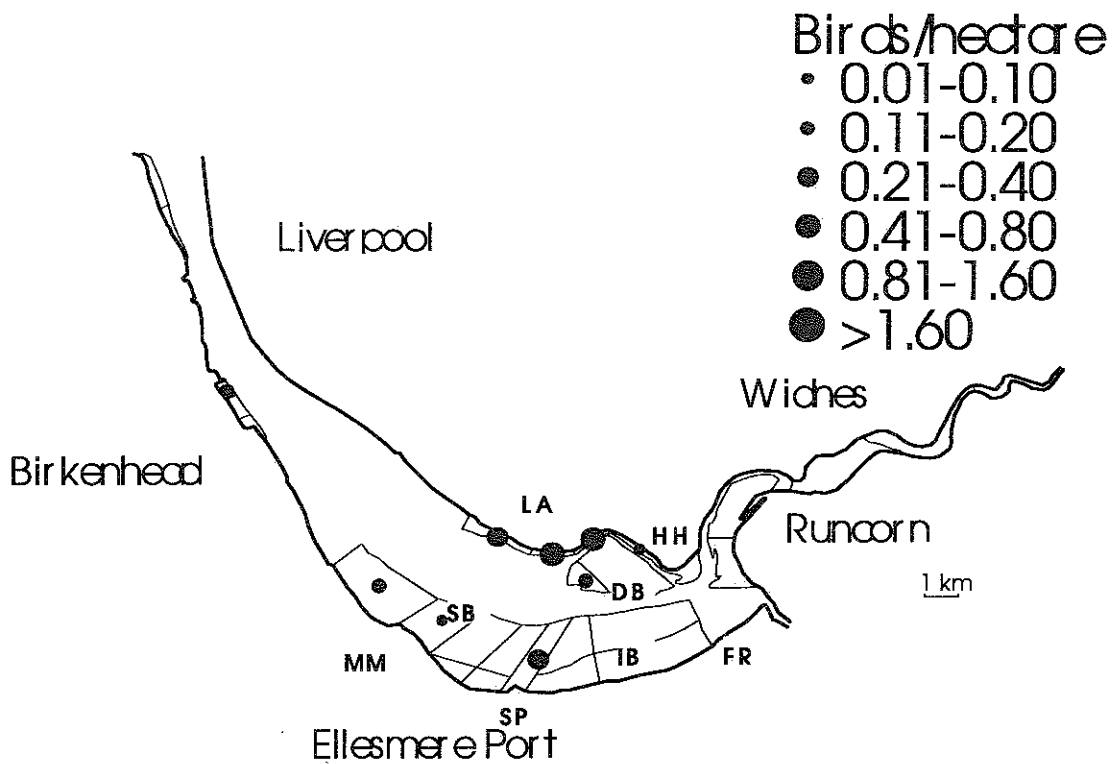 Birds/hectare
0.01-0.10
0.11-0.20
0.21-0.40
0.41-0.80
0.81-1.60
>1.60
Liverpool
Widnes
Birkenhead
LA
HH
Runcorn
1 km
DB
SB
MM
IB
FR
SP
Ellesmere Port